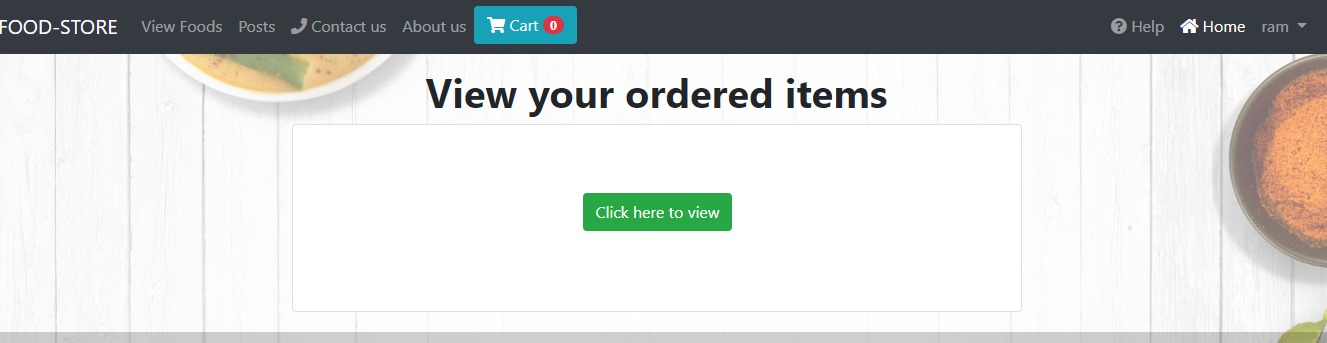 FOOD-STORE View Foods Posts Contact us About us Cart 0 Help Home ram
View your ordered items
Click here to view